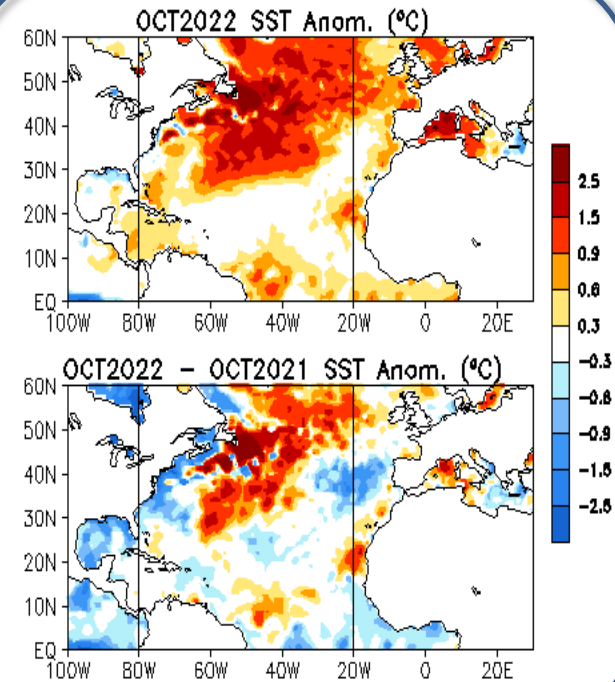 OCT2022 SST Anom. (ºC)
60N
50N
40N
30N
20N
10N
EQ
100W 80W 60W 40W 20W 0 20E
OCT2022 – OCT2021 SST Anom. (ºC)
60N
50N
40N
30N
20N
10N
EQ
100W 80W 60W 40W 20W 0 20E
2.5
1.5
0.9
0.6
0.3
-0.3
-0.6
-0.9
-1.5
-2.5